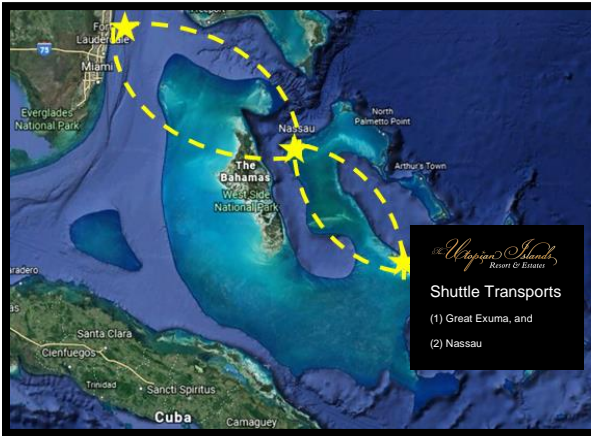 For
Lauderdale
75
Miami
Everglades
National Park
Nassau
North
Palmetto Point
The
Bahamas
West Side
National Park
Arthur's Town
The Utopian Islands
Resort & Estates
Shuttle Transports
(1) Great Exuma, and
(2) Nassau
aradero
as
Santa Clara
Cienfuegos
Trinidad
Sancti Spiritus
Cuba
Camaguey